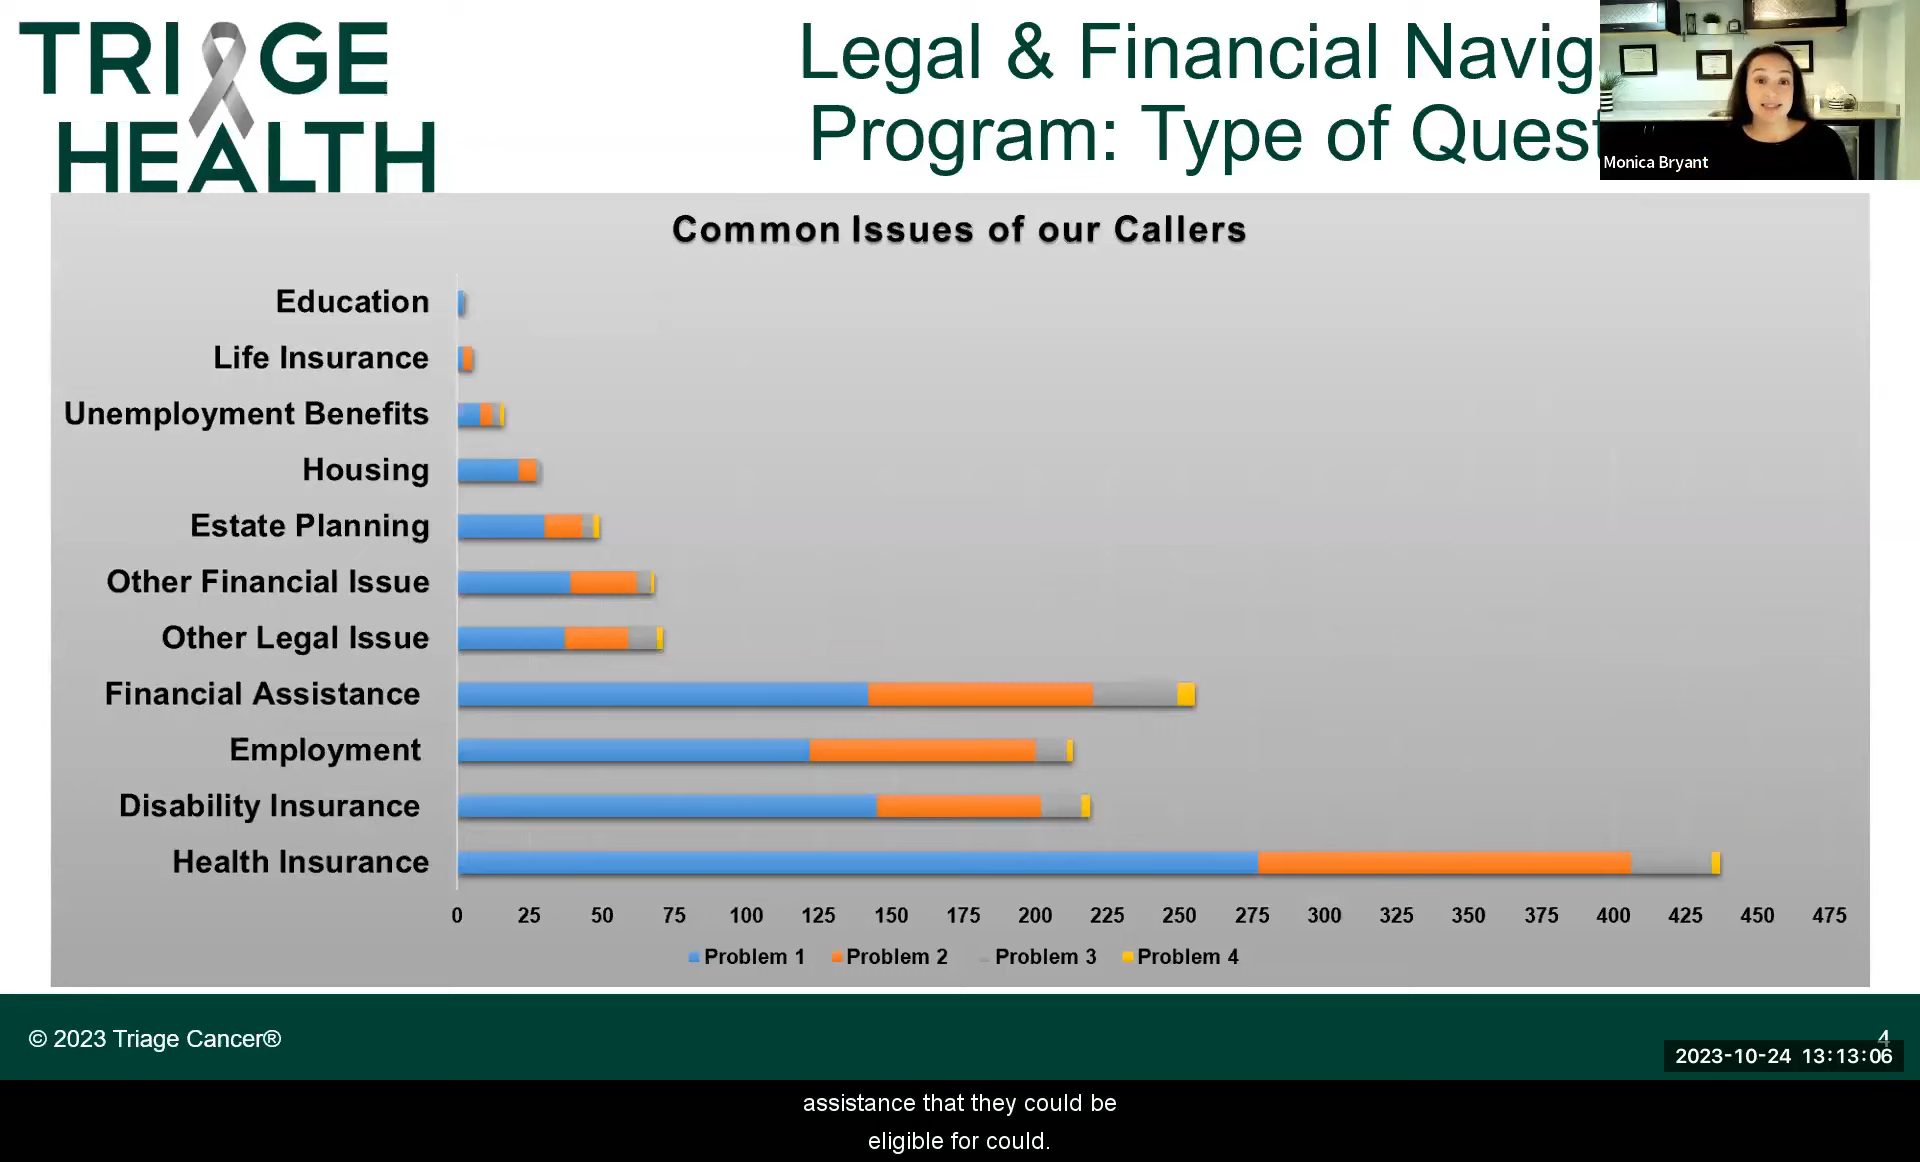 TRIAGE
HEALTH
Legal & Financial Navig
Program: Type of Quest
Monica Bryant
Common Issues of our Callers
Education
Life Insurance
Unemployment Benefits
Housing
Estate Planning
Other Financial Issue
Other Legal Issue
Financial Assistance
Employment
Disability Insurance
Health Insurance
0 25 50 75 100 125 150 175 200 225 250 275 300 325 350 375 400 425 450 475
Problem 1 Problem 2 Problem 3 Problem 4
© 2023 Triage Cancer®
4
2023-10-24 13:13:06
assistance that they could be
eligible for could.